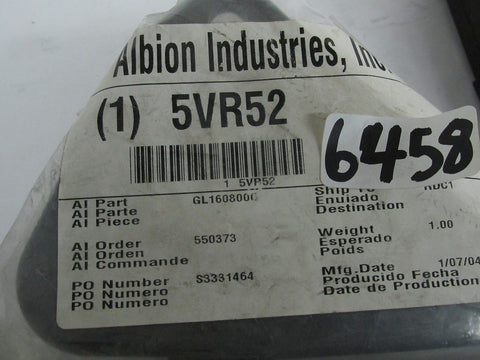 Albion Industries, Inc.
(1) 5VR52
6458
1 5VR52
AI Part GL1608000
AI Parte
AI Piece
Ship To RDC1
Enuiado
Destination
AI Order 550373
AI Orden
AI Commande
Weight 1.00
Esperado
Poids
PO Number S3331464
PO Numero
PO Numero
Mfg.Date 1/07/04
Producido Fecha
Date de Production